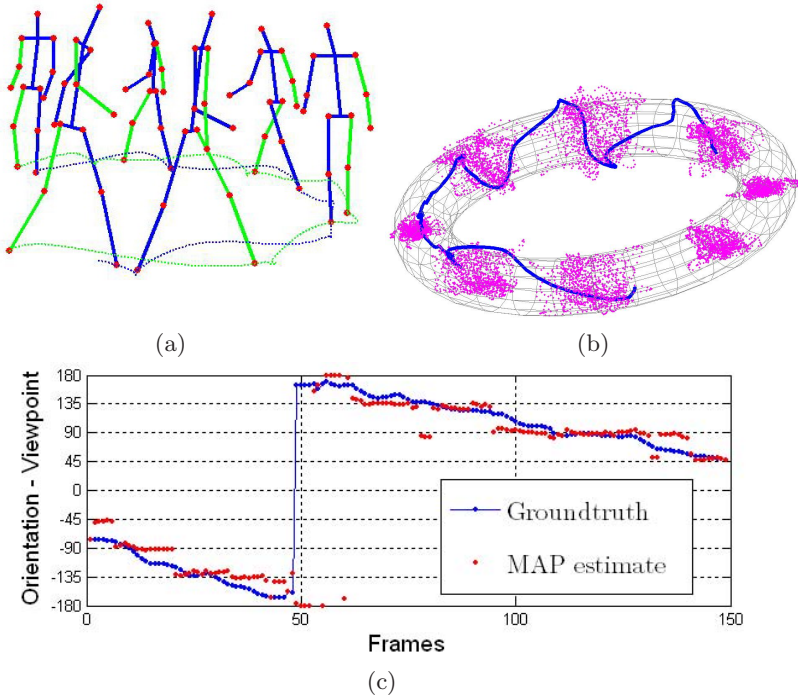 (a)
(b)
Orientation - Viewpoint
180
135
90
45
0
-45
-90
-135
-180
0
50
100
150
Groundtruth
MAP estimate
Frames
(c)